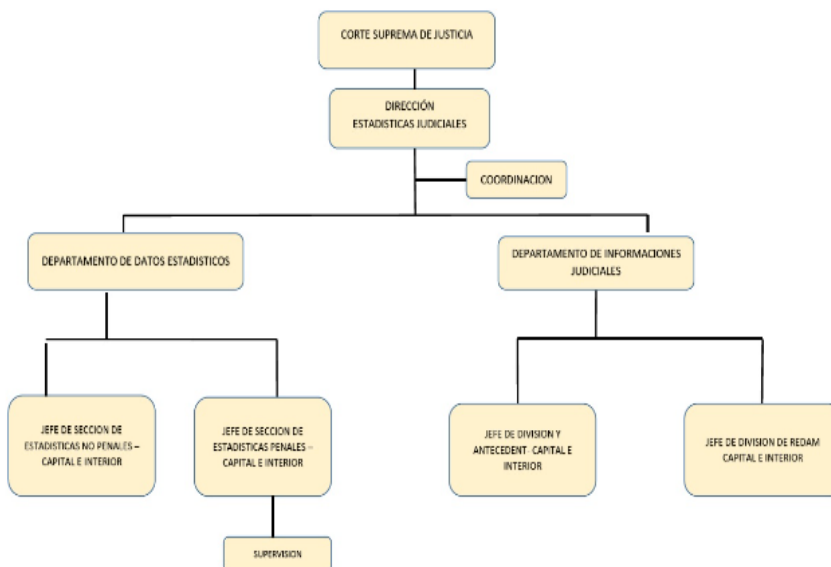 CORTE SUPREMA DE JUSTICIA
DIRECCIÓN
ESTADISTICAS JUDICIALES
COORDINACION
DEPARTAMENTO DE DATOS ESTADISTICOS
DEPARTAMENTO DE INFORMACIONES
JUDICIALES
JEFE DE SECCION DE
ESTADISTICAS NO PENALES –
CAPITAL E INTERIOR
JEFE DE SECCION DE
ESTADISTICAS PENALES –
CAPITAL E INTERIOR
JEFE DE DIVISION Y
ANTECEDENT- CAPITAL E
INTERIOR
JEFE DE DIVISION DE REDAM
CAPITAL E INTERIOR
SUPERVISION